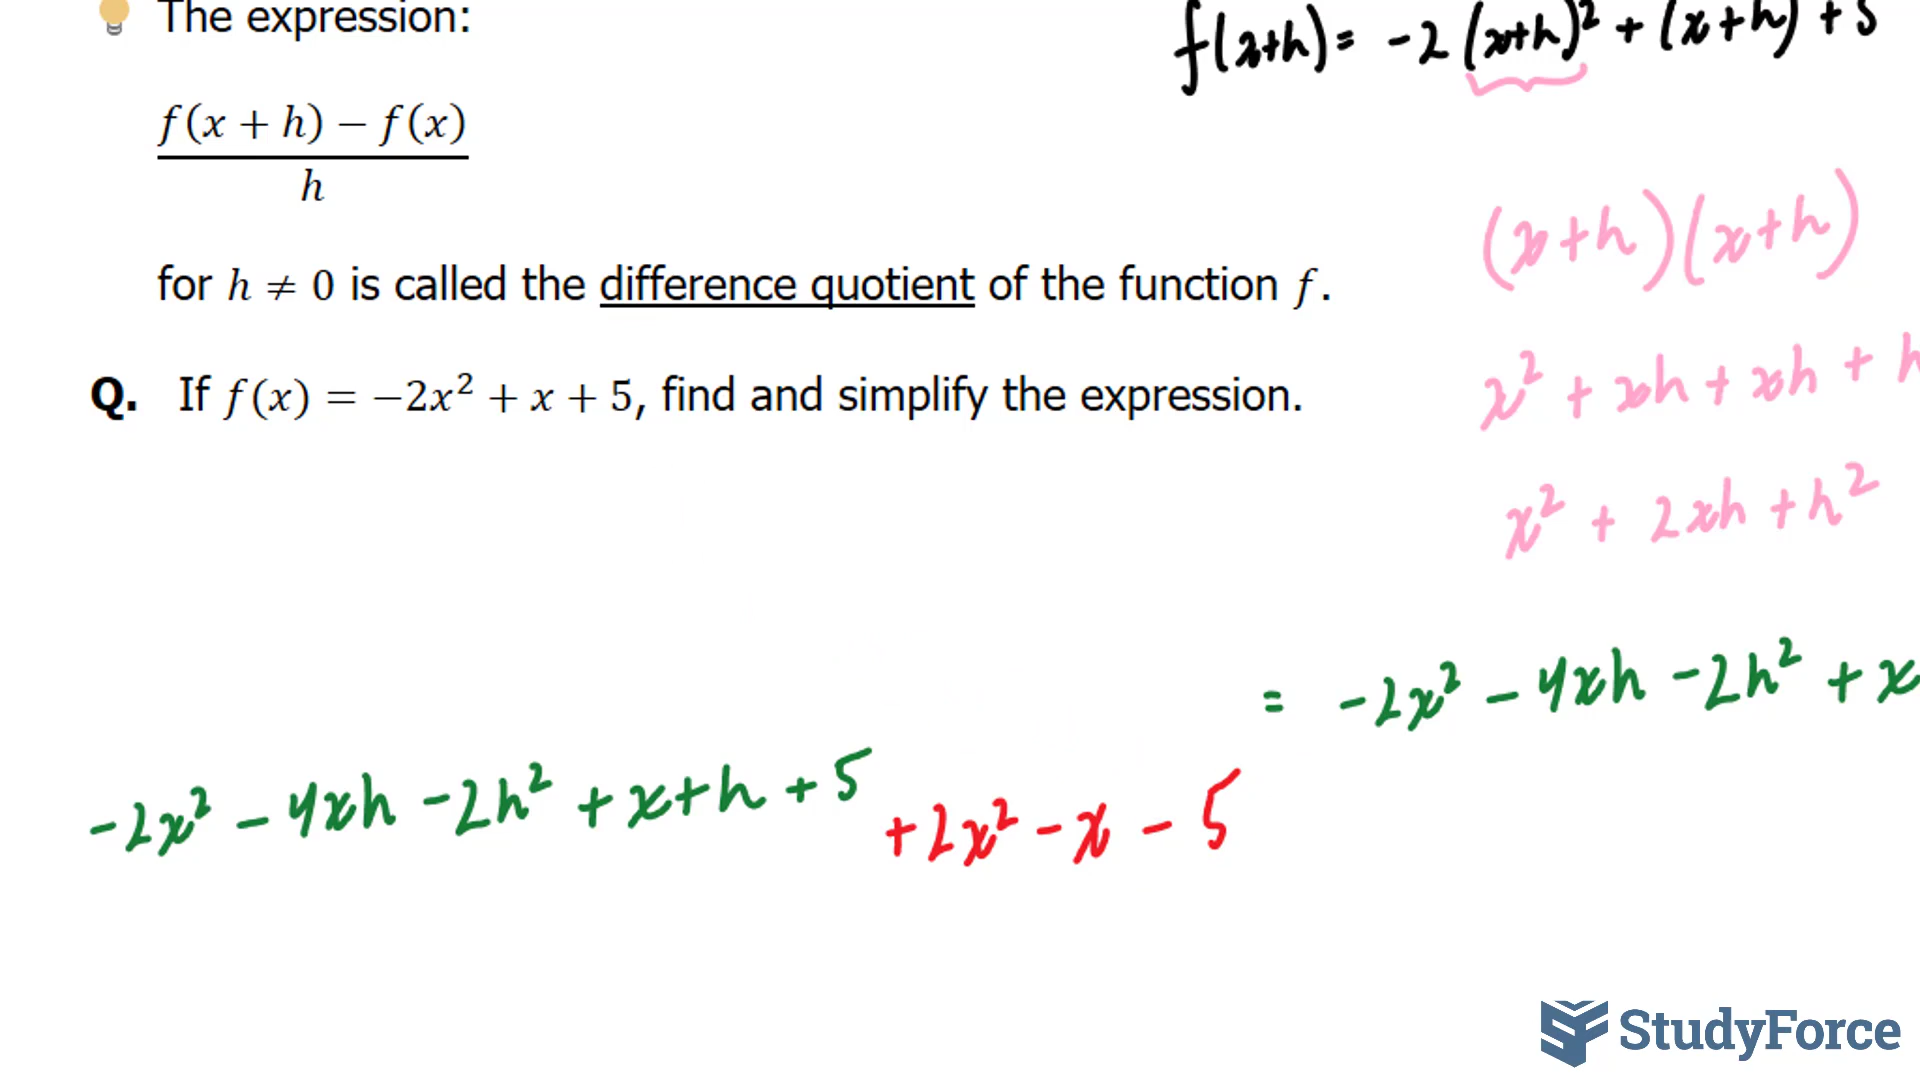 The expression:
f(x+h) = -2(x+h)² + (x+h) + 5
f(x + h) − f(x)
h
(x+h)(x+h)
for h ≠ 0 is called the difference quotient of the function f.
x² + xh + xh + h
Q. If f(x) = −2x² + x + 5, find and simplify the expression.
x² + 2xh + h²
= -2x² - 4xh - 2h² + x
-2x² - 4xh - 2h² + x + h + 5 + 2x² - x - 5
StudyForce